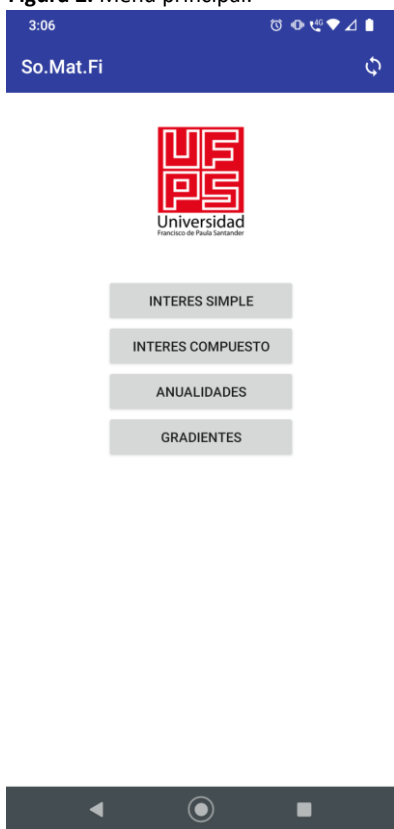 Figura 2. Menú principal.
3:06
4G
So.Mat.Fi
UF
PS
Universidad
Francisco de Paula Santander
INTERES SIMPLE
INTERES COMPUESTO
ANUALIDADES
GRADIENTES